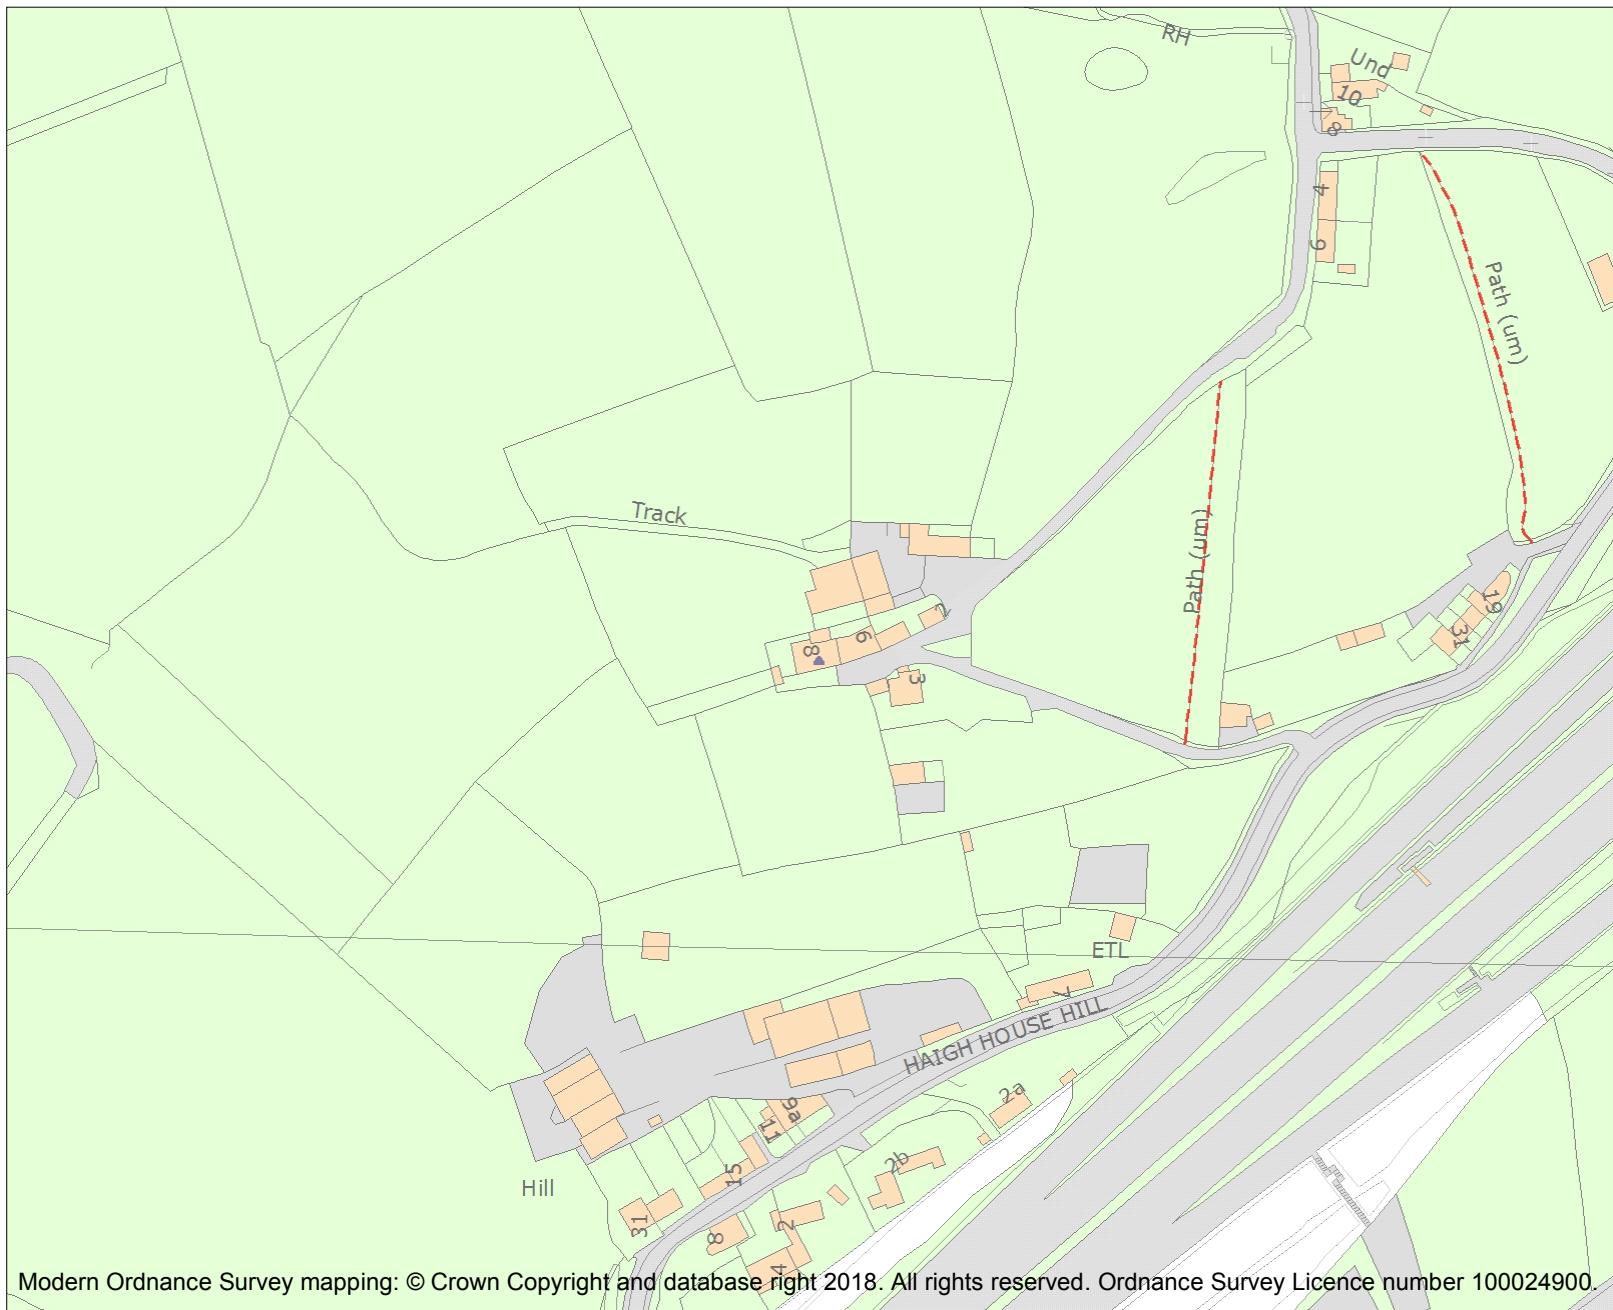 RH
Und
10
8
4
6
Path (um)
Track
Path (um)
2
6
8
3
19
31
ETL
7
HAIGH HOUSE HILL
2a
9a
11
2b
15
Hill
31
8
2
4
Modern Ordnance Survey mapping: © Crown Copyright and database right 2018. All rights reserved. Ordnance Survey Licence number 100024900.